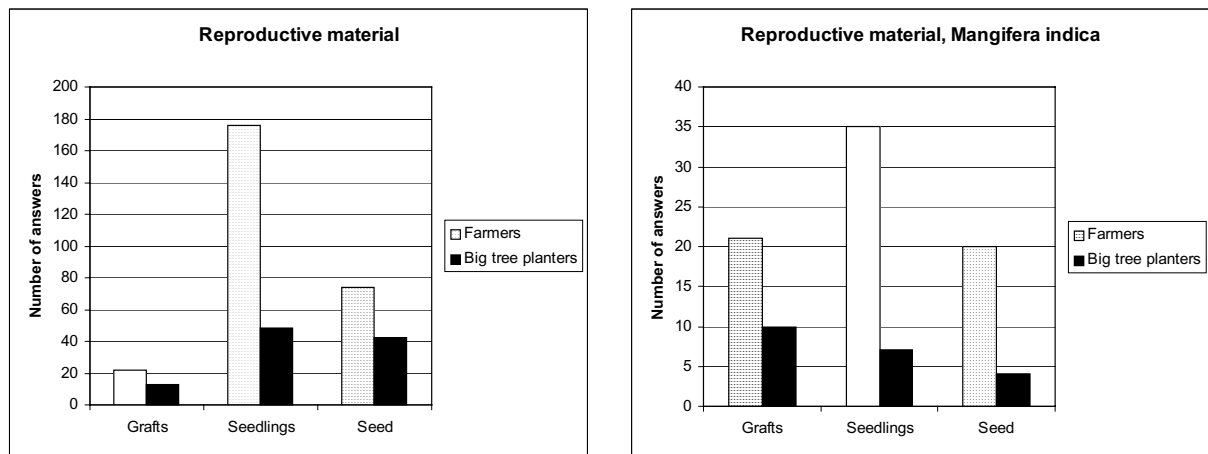 Reproductive material
Number of answers
200
180
160
140
120
100
80
60
40
20
0
Grafts
Seedlings
Seed
Farmers
Big tree planters
Reproductive material, Mangifera indica
Number of answers
40
35
30
25
20
15
10
5
0
Grafts
Seedlings
Seed
Farmers
Big tree planters